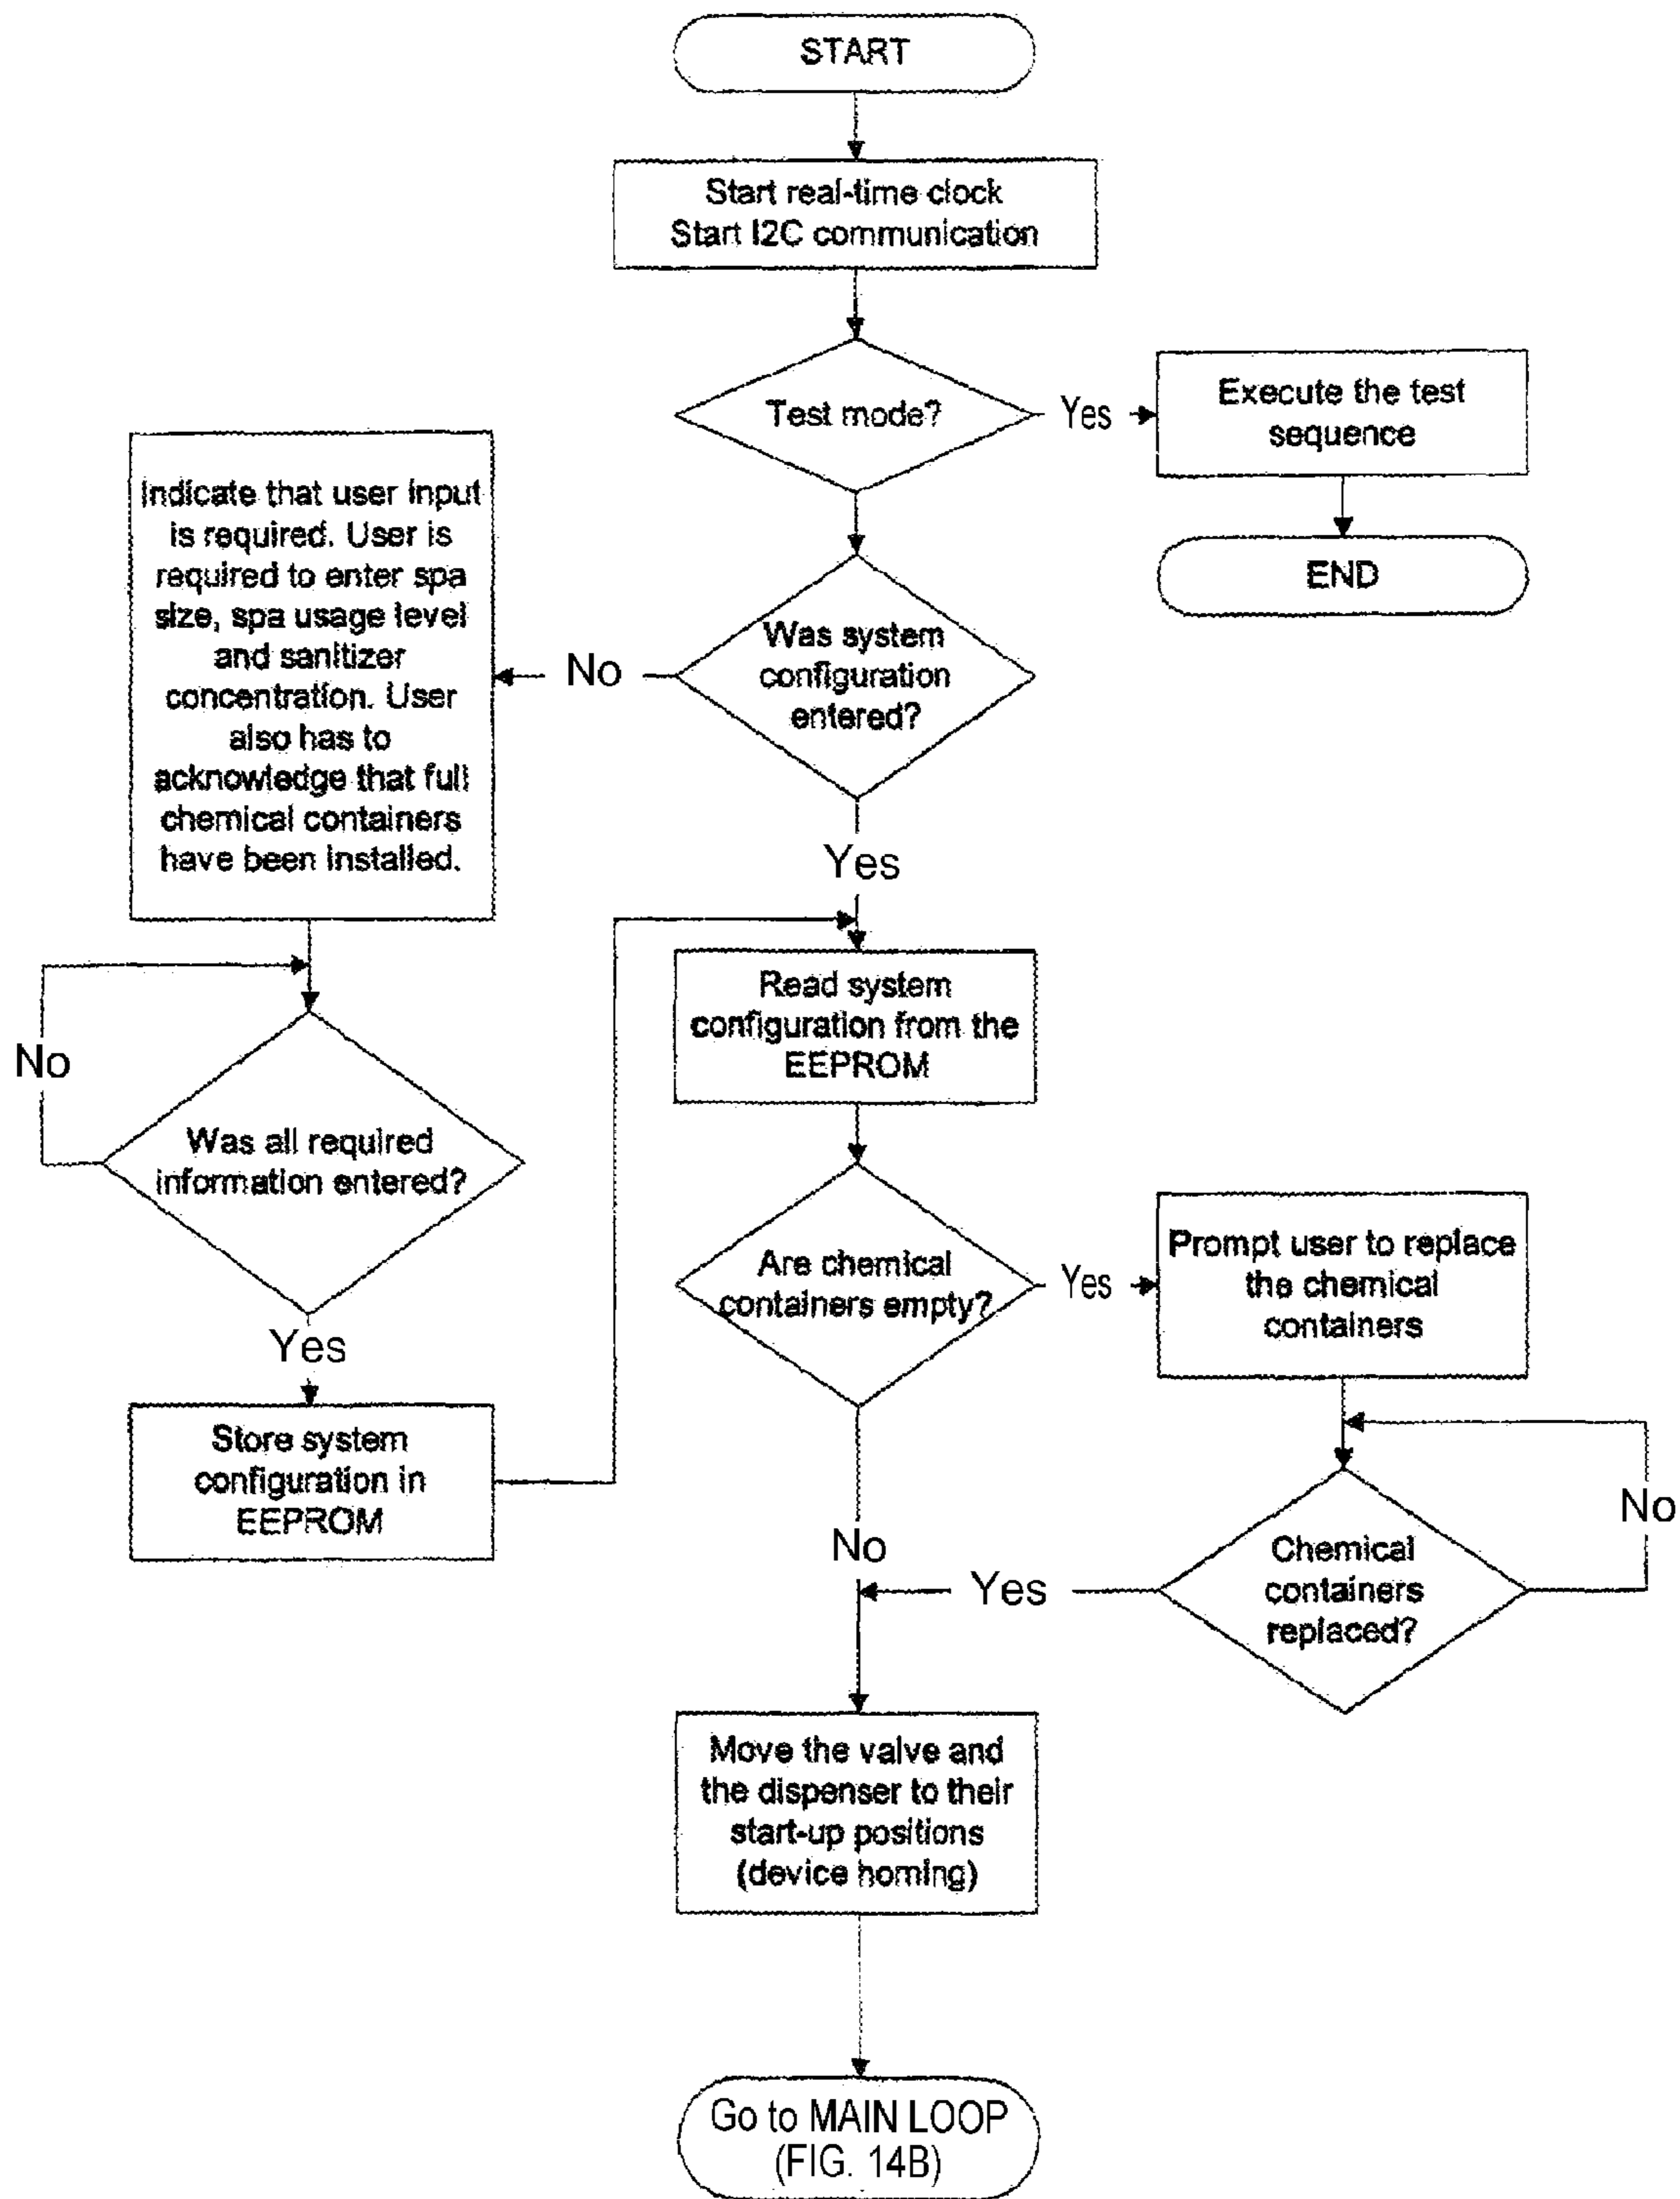 START
Start real-time clock
Start I2C communication
Test mode?
Yes
Execute the test
sequence
END
Was system
configuration
entered?
No
Indicate that user input
is required. User is
required to enter spa
size, spa usage level
and sanitizer
concentration. User
also has to
acknowledge that full
chemical containers
have been installed.
Yes
No
Was all required
information entered?
Yes
Store system
configuration in
EEPROM
Read system
configuration from the
EEPROM
Are chemical
containers empty?
Yes
Prompt user to replace
the chemical
containers
No
Chemical
containers
replaced?
No
Yes
Move the valve and
the dispenser to their
start-up positions
(device homing)
Go to MAIN LOOP
(FIG. 14B)